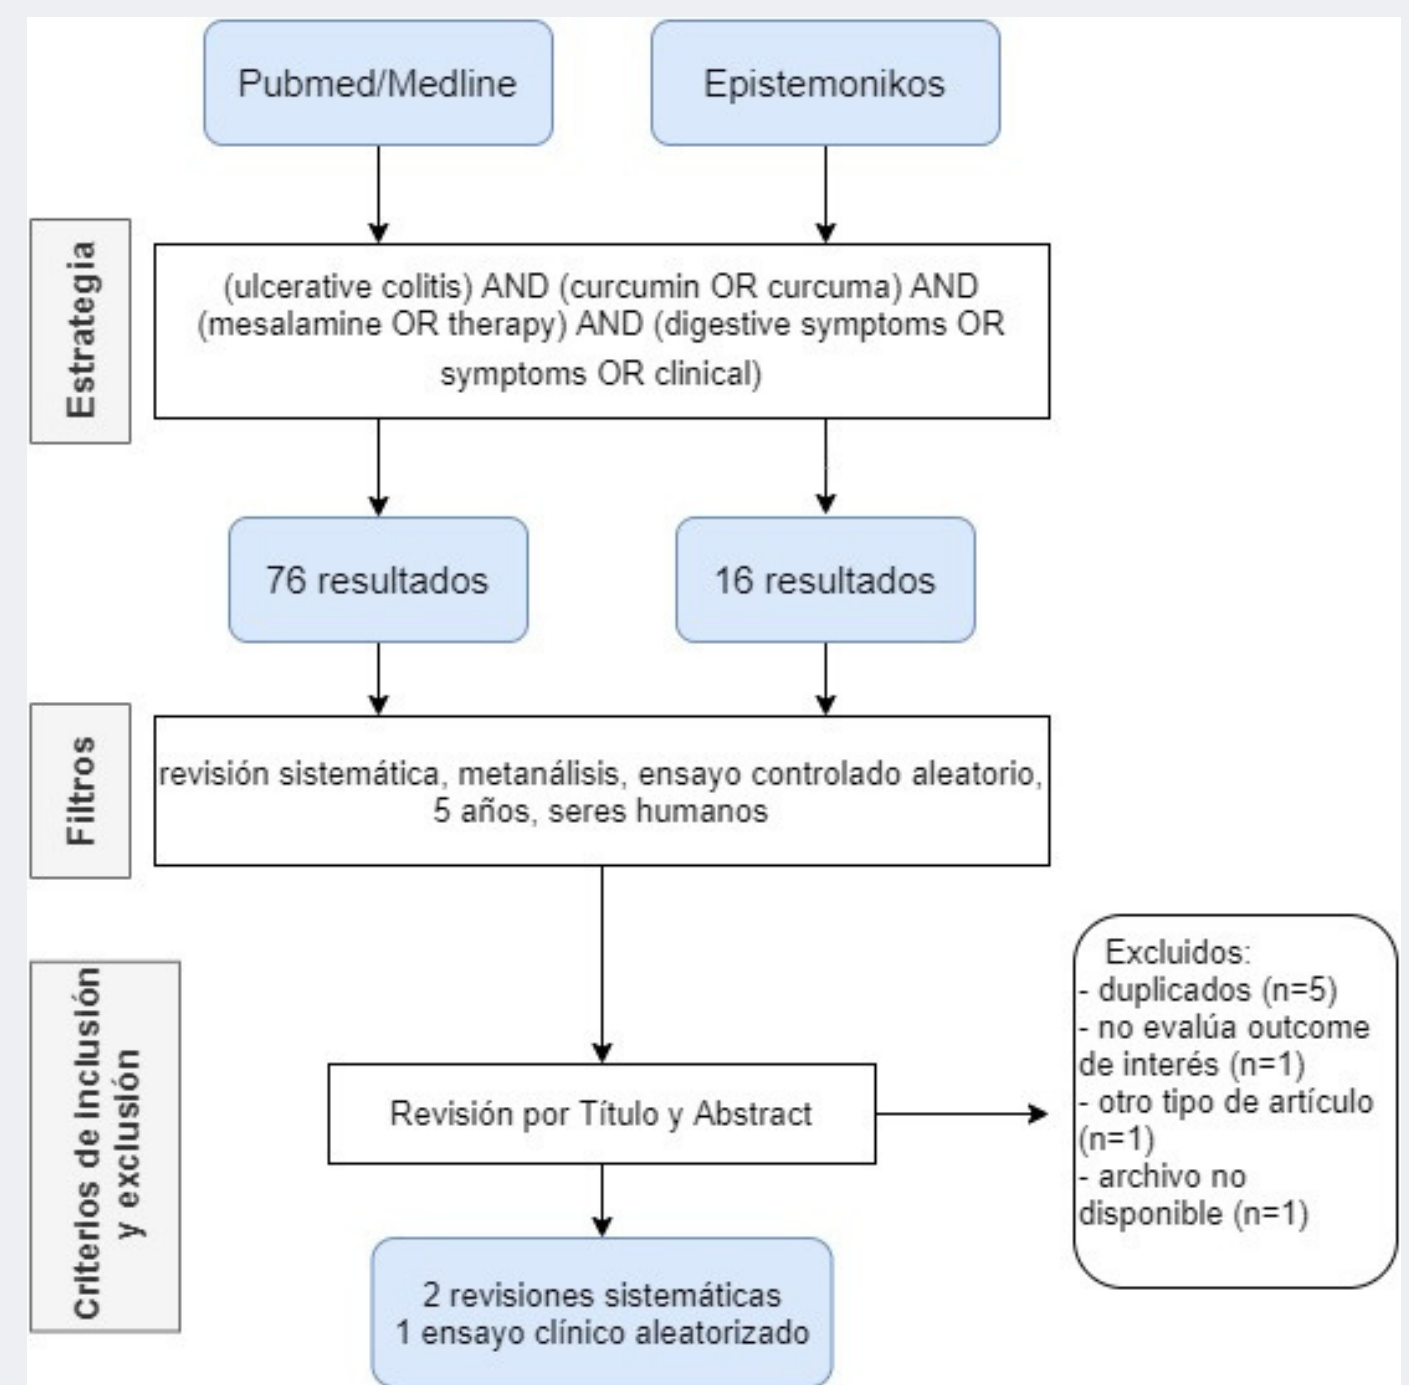 Pubmed/Medline
Epistemonikos
Estrategia
(ulcerative colitis) AND (curcumin OR curcuma) AND
(mesalamine OR therapy) AND (digestive symptoms OR
symptoms OR clinical)
76 resultados
16 resultados
Filtros
revisión sistemática, metanálisis, ensayo controlado aleatorio,
5 años, seres humanos
Criterios de Inclusión
y exclusión
Revisión por Título y Abstract
Excluidos:
- duplicados (n=5)
- no evalúa outcome
de interés (n=1)
- otro tipo de artículo
(n=1)
- archivo no
disponible (n=1)
2 revisiones sistemáticas
1 ensayo clínico aleatorizado